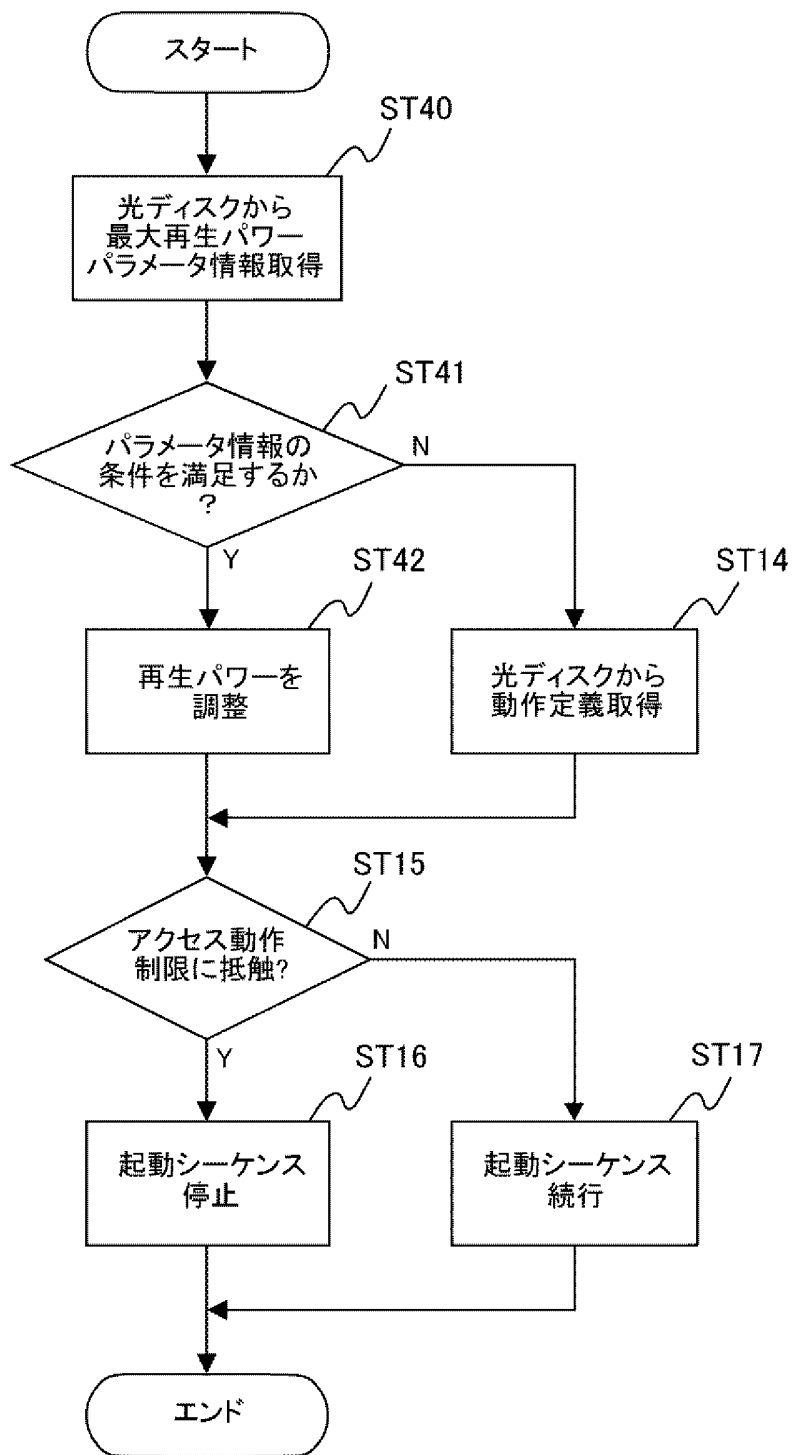 スタート
ST40
光ディスクから
最大再生パワー
パラメータ情報取得
ST41
パラメータ情報の
条件を満足するか
?
N
Y
ST42
再生パワーを
調整
ST14
光ディスクから
動作定義取得
ST15
アクセス動作
制限に抵触?
N
Y
ST16
起動シーケンス
停止
ST17
起動シーケンス
続行
エンド